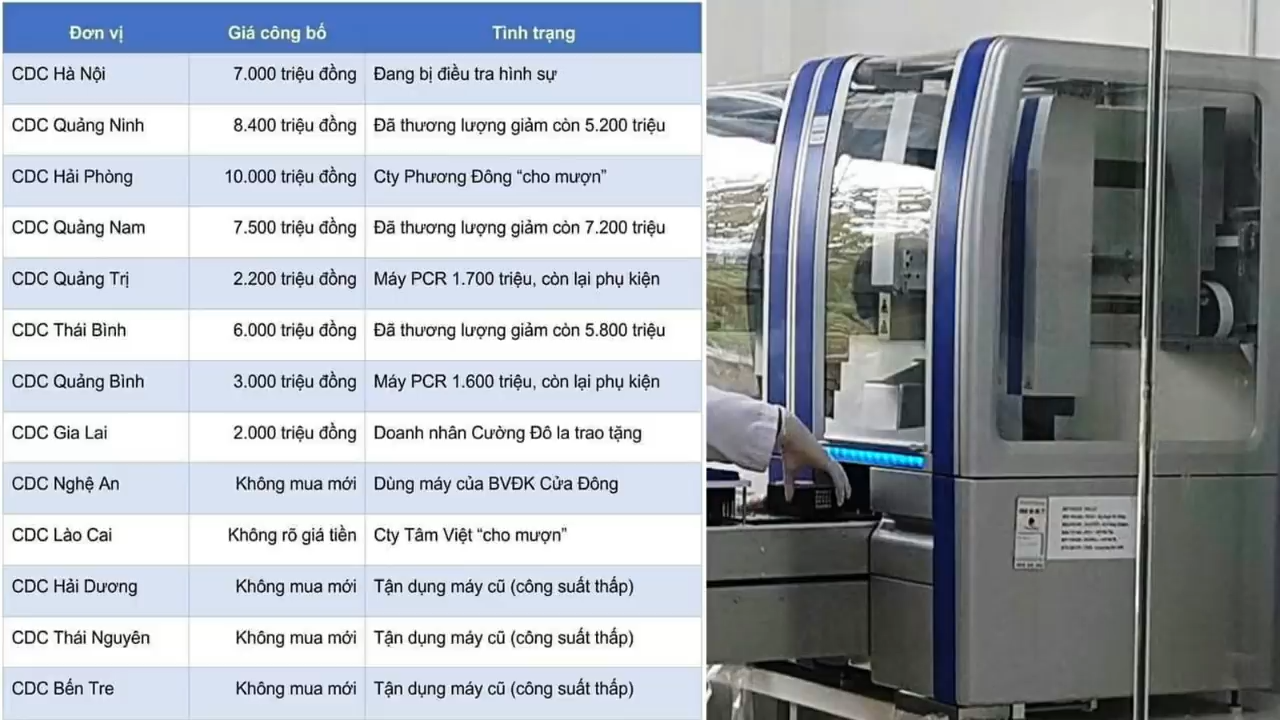 Đơn vị Giá công bố Tình trạng
CDC Hà Nội 7.000 triệu đồng Đang bị điều tra hình sự
CDC Quảng Ninh 8.400 triệu đồng Đã thương lượng giảm còn 5.200 triệu
CDC Hải Phòng 10.000 triệu đồng Cty Phương Đông “cho mượn”
CDC Quảng Nam 7.500 triệu đồng Đã thương lượng giảm còn 7.200 triệu
CDC Quảng Trị 2.200 triệu đồng Máy PCR 1.700 triệu, còn lại phụ kiện
CDC Thái Bình 6.000 triệu đồng Đã thương lượng giảm còn 5.800 triệu
CDC Quảng Bình 3.000 triệu đồng Máy PCR 1.600 triệu, còn lại phụ kiện
CDC Gia Lai 2.000 triệu đồng Doanh nhân Cường Đô la trao tặng
CDC Nghệ An Không mua mới Dùng máy của BVĐK Cửa Đông
CDC Lào Cai Không rõ giá tiền Cty Tâm Việt “cho mượn”
CDC Hải Dương Không mua mới Tận dụng máy cũ (công suất thấp)
CDC Thái Nguyên Không mua mới Tận dụng máy cũ (công suất thấp)
CDC Bến Tre Không mua mới Tận dụng máy cũ (công suất thấp)